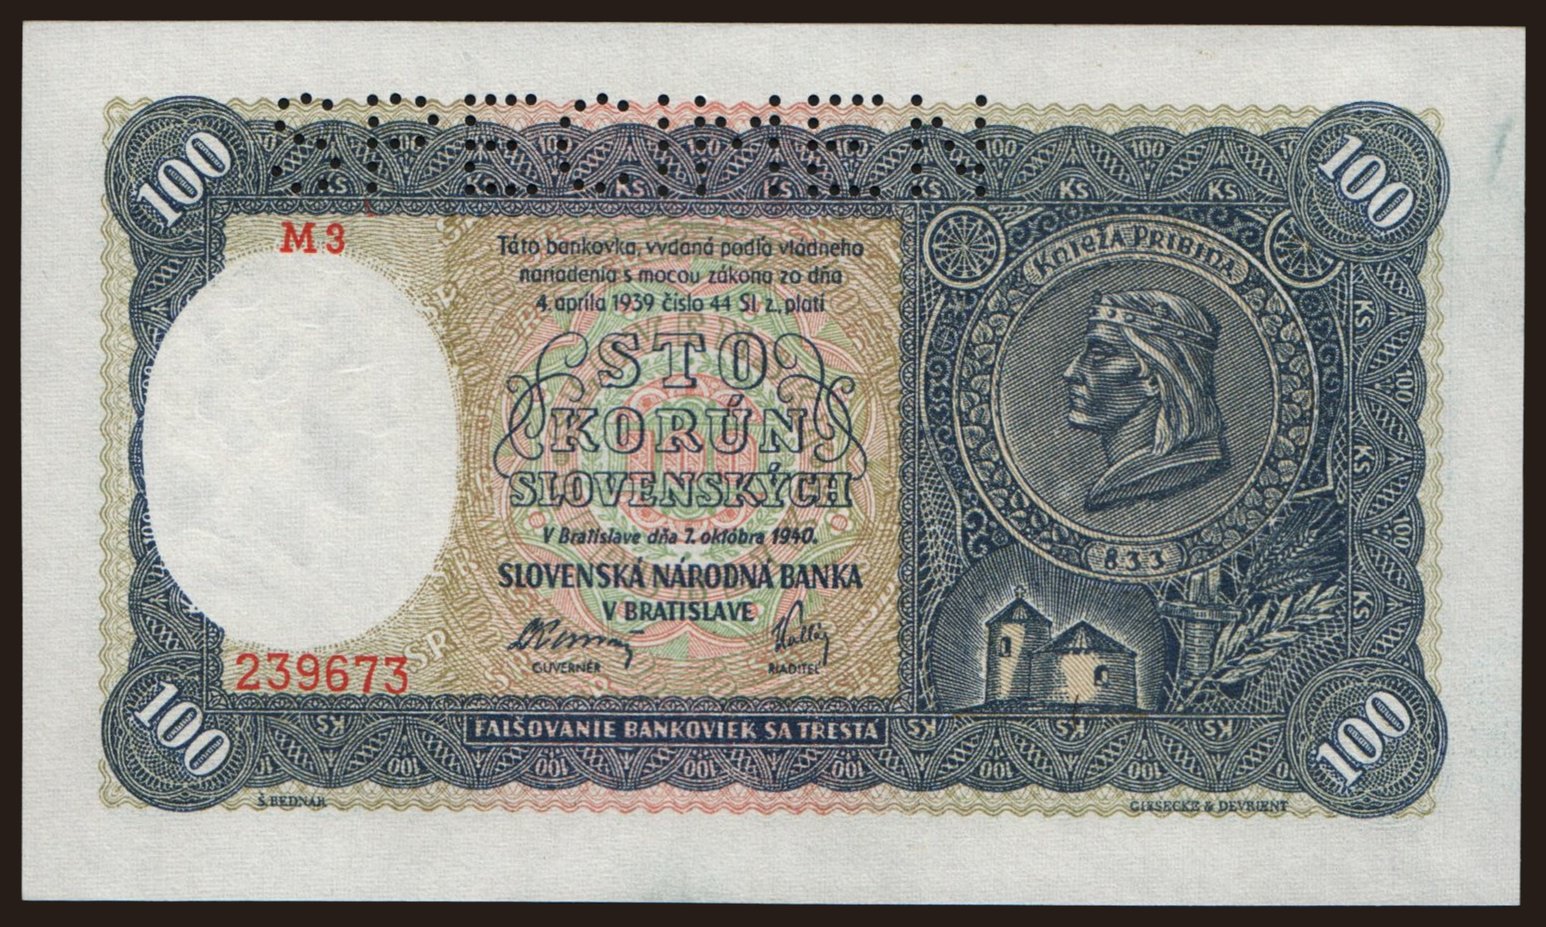 SPECIMEN
100
100
M 3
Táto bankovka, vydaná podľa vládneho
nariadenia s mocou zákona zo dňa
4. apríla 1939 číslo 44 Sl. z., platí
STO
KORÚN
SLOVENSKÝCH
V Bratislave dňa 7. októbra 1940.
SLOVENSKÁ NÁRODNÁ BANKA
V BRATISLAVE
GUVERNÉR
RIADITEĽ
239673
KNIEŽA PRIBINA
833
FALŠOVANIE BANKOVIEK SA TRESTÁ
100
100
Š. BEDNÁR
GIESECKE & DEVRIENT